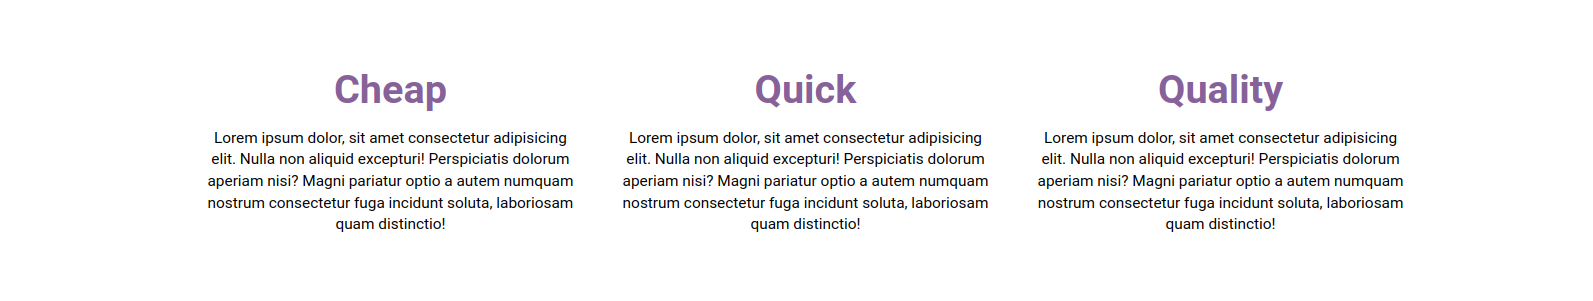 Cheap
Lorem ipsum dolor, sit amet consectetur adipisicing
elit. Nulla non aliquid excepturi! Perspiciatis dolorum
aperiam nisi? Magni pariatur optio a autem numquam
nostrum consectetur fuga incidunt soluta, laboriosam
quam distinctio!
Quick
Lorem ipsum dolor, sit amet consectetur adipisicing
elit. Nulla non aliquid excepturi! Perspiciatis dolorum
aperiam nisi? Magni pariatur optio a autem numquam
nostrum consectetur fuga incidunt soluta, laboriosam
quam distinctio!
Quality
Lorem ipsum dolor, sit amet consectetur adipisicing
elit. Nulla non aliquid excepturi! Perspiciatis dolorum
aperiam nisi? Magni pariatur optio a autem numquam
nostrum consectetur fuga incidunt soluta, laboriosam
quam distinctio!